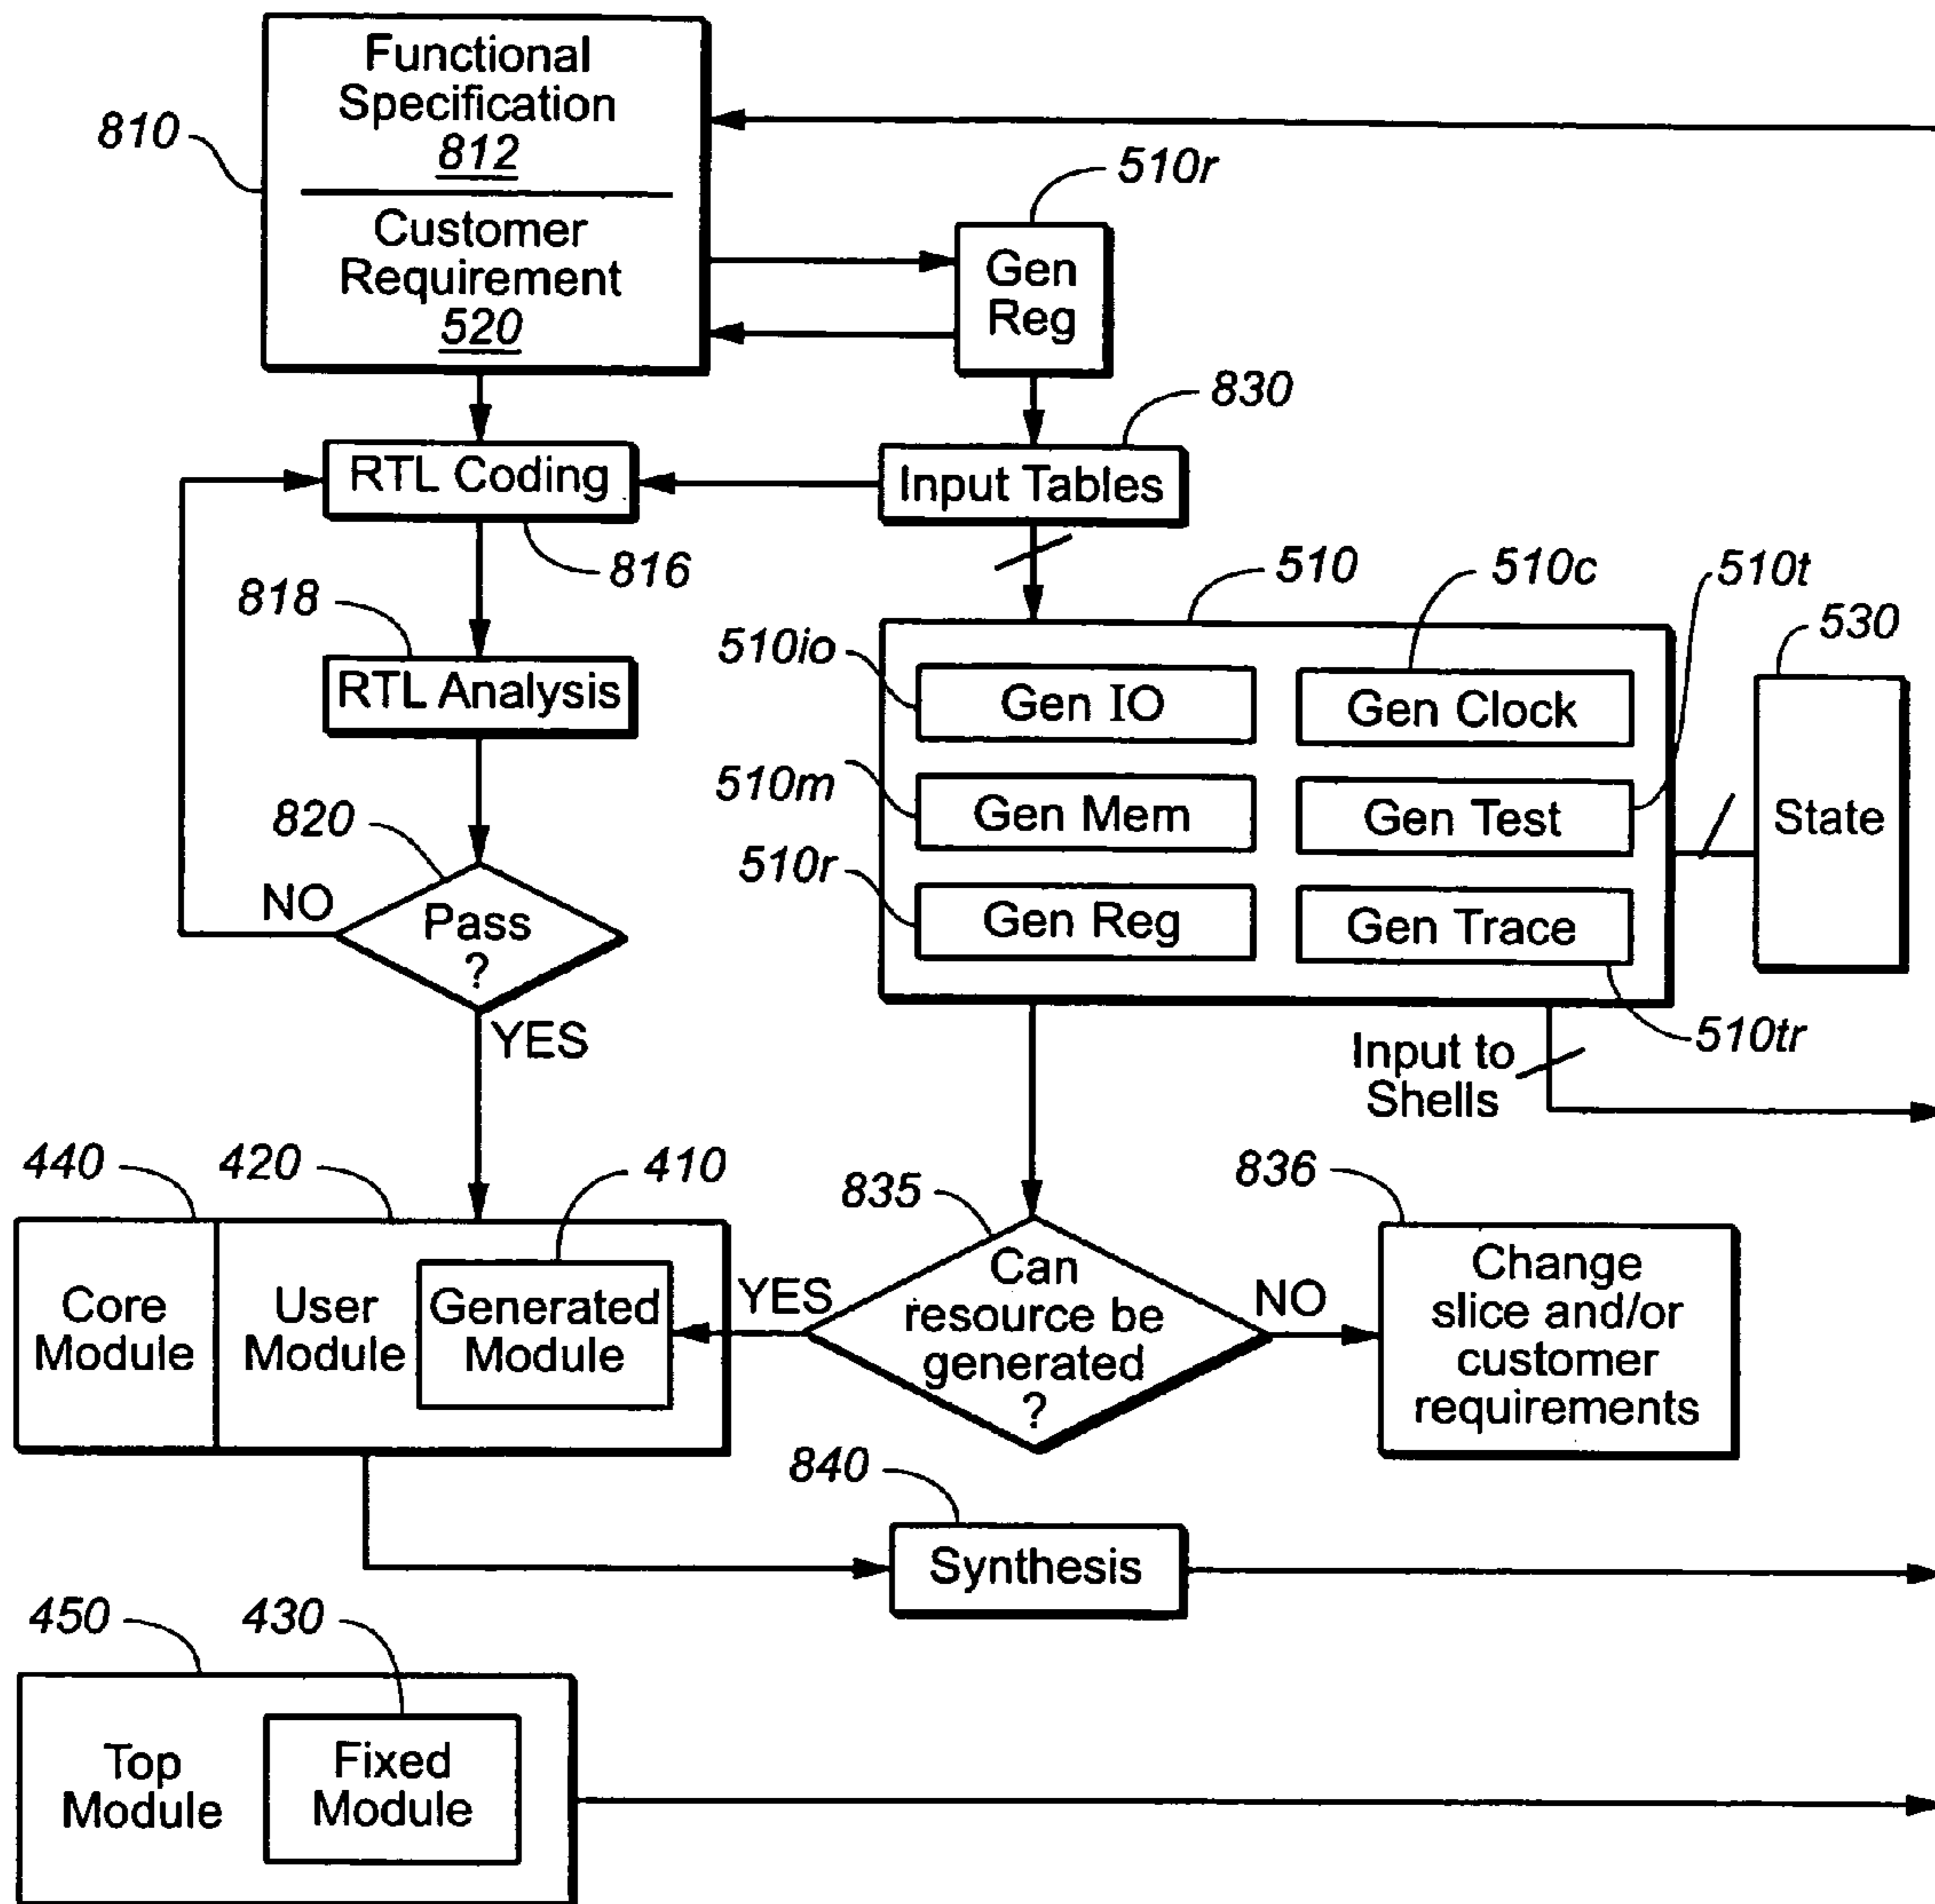 Functional
Specification
812
Customer
Requirement
520
810
510r
Gen
Reg
830
RTL Coding
Input Tables
816
818
RTL Analysis
510
510c
510t
530
510io
Gen IO
Gen Clock
510m
Gen Mem
Gen Test
State
510r
Gen Reg
Gen Trace
510tr
820
NO
Pass
?
YES
Input to
Shells
440
420
410
835
836
Core
Module
User
Module
Generated
Module
YES
Can
resource be
generated
?
NO
Change
slice and/or
customer
requirements
840
Synthesis
450
430
Top
Module
Fixed
Module